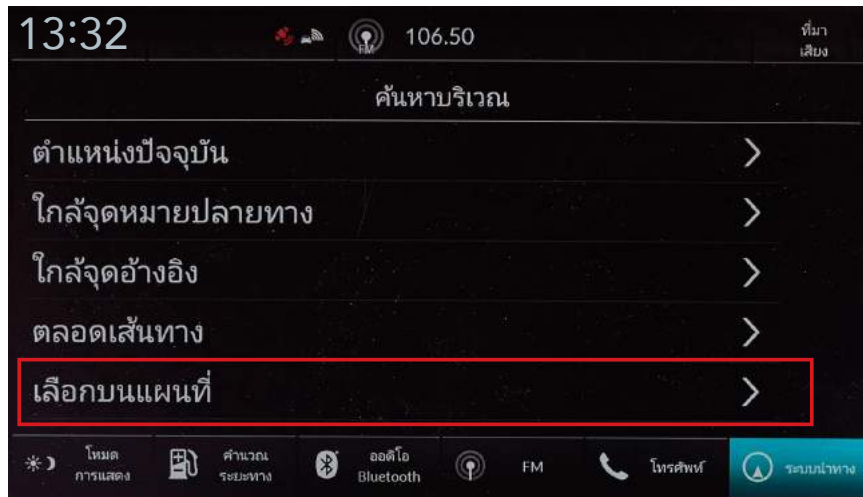 13:32
FM
106.50
ที่มา
เสียง
ค้นหาบริเวณ
ตำแหน่งปัจจุบัน
ใกล้จุดหมายปลายทาง
ใกล้จุดอ้างอิง
ตลอดเส้นทาง
เลือกบนแผนที่
โหมด
การแสดง
คำนวณ
ระยะทาง
ออดิโอ
Bluetooth
FM
โทรศัพท์
ระบบนำทาง